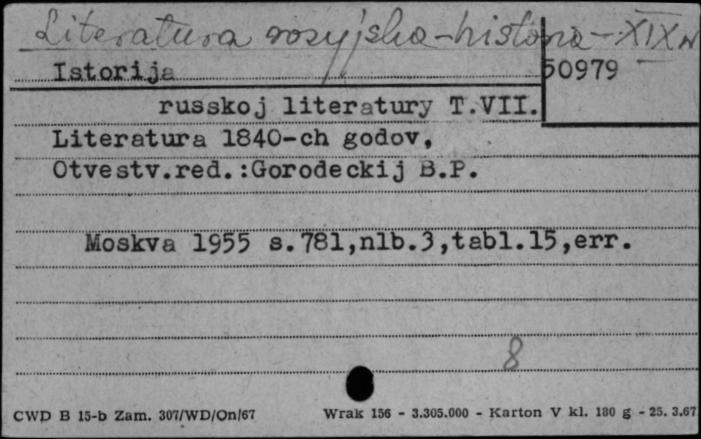 Literatura rosyjska - historia - XIX w
Istorija 50979
russkoj literatury T.VII.
Literatura 1840-ch godov,
Otvestv.red.:Gorodeckij B.P.
Moskva 1955 s.781,nlb.3,tabl.15,err.
8
CWD B 15-b Zam. 307/WD/On/67 Wrak 156 - 3.305.000 - Karton V kl. 180 g - 25. 3.67